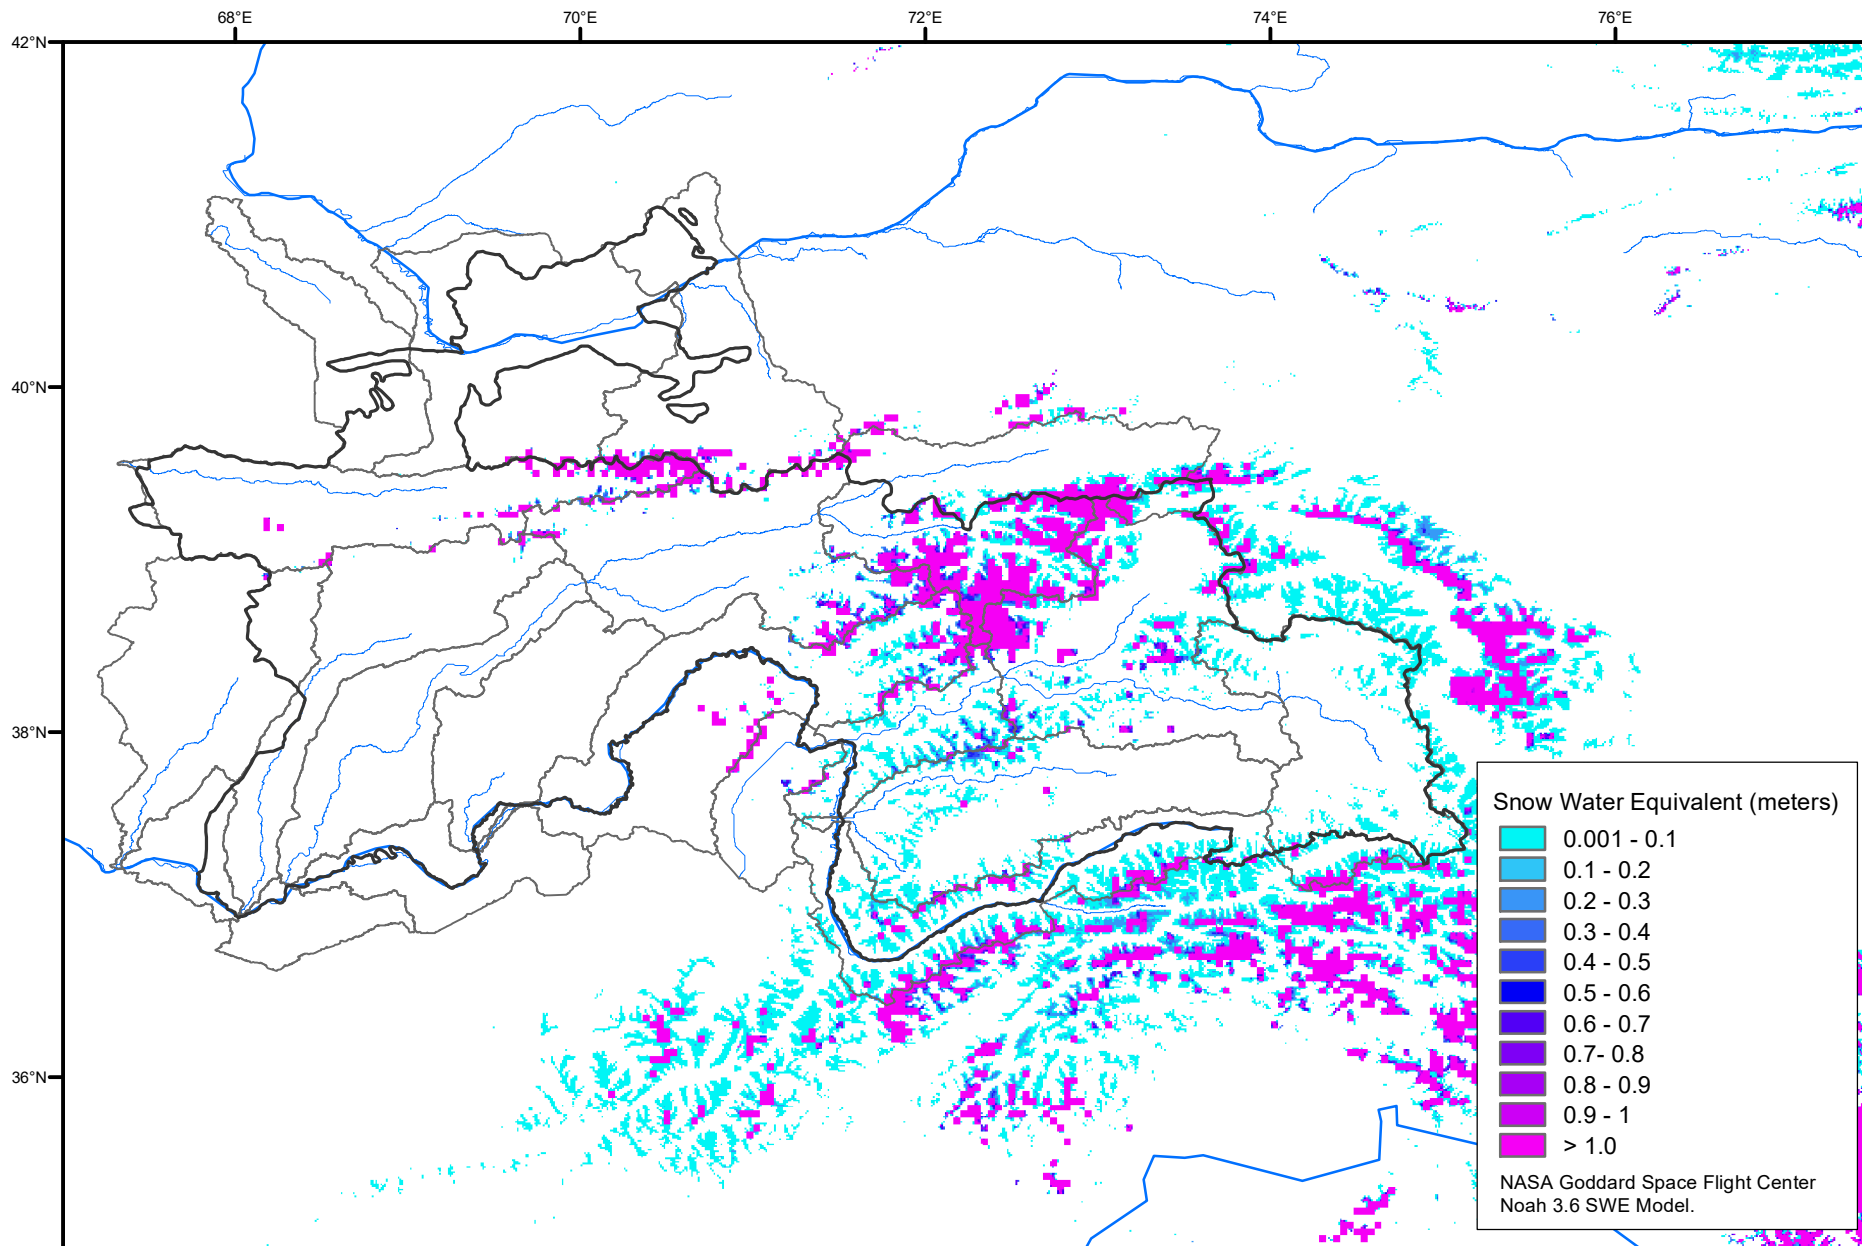 68°E
70°E
72°E
74°E
76°E
42°N
40°N
38°N
36°N
Snow Water Equivalent (meters)
0.001 - 0.1
0.1 - 0.2
0.2 - 0.3
0.3 - 0.4
0.4 - 0.5
0.5 - 0.6
0.6 - 0.7
0.7- 0.8
0.8 - 0.9
0.9 - 1
> 1.0
NASA Goddard Space Flight Center
Noah 3.6 SWE Model.